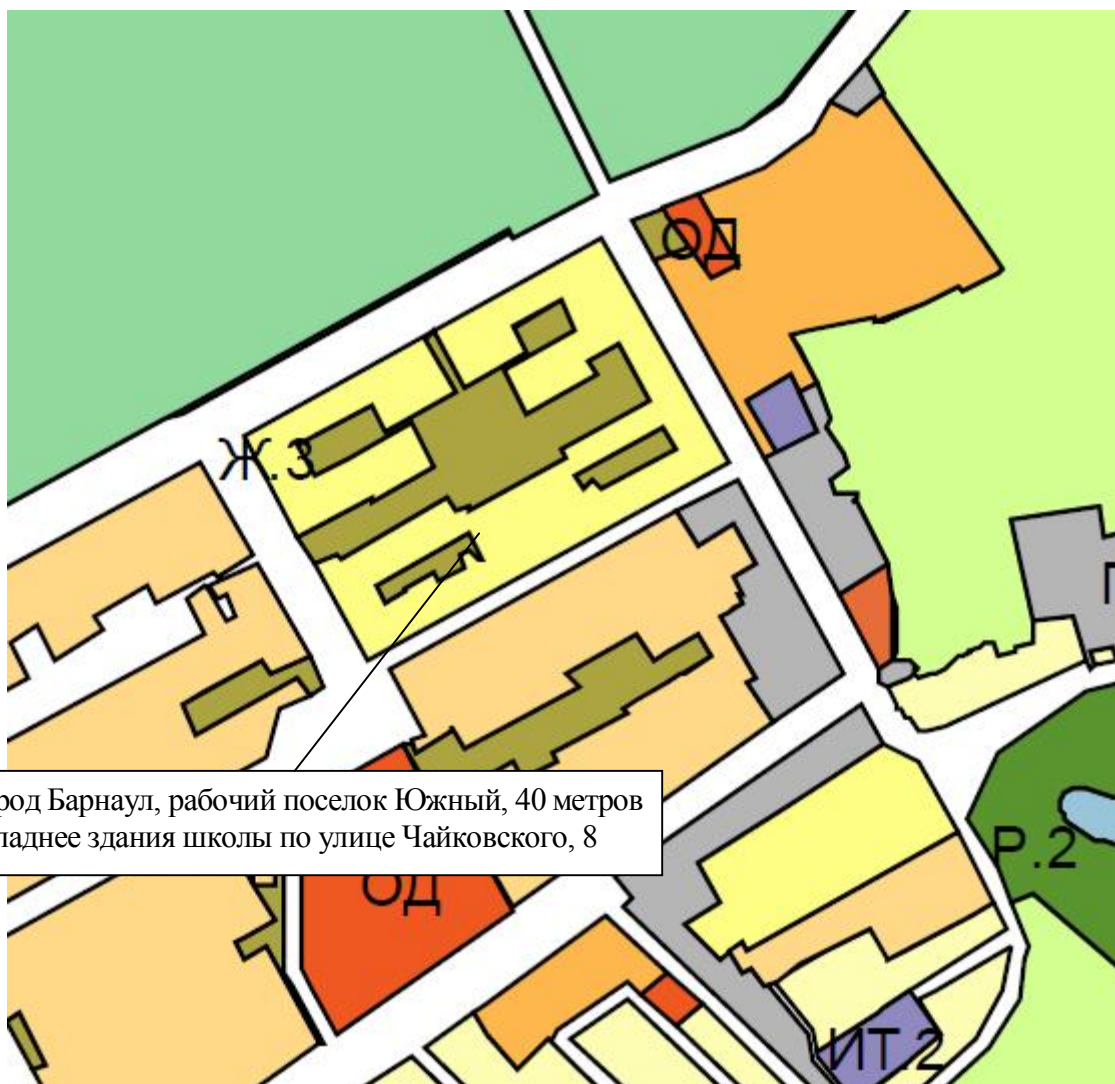 ОД
Ж.3
род Барнаул, рабочий поселок Южный, 40 метров
аднее здания школы по улице Чайковского, 8
ОД
Р.2
ИТ.2